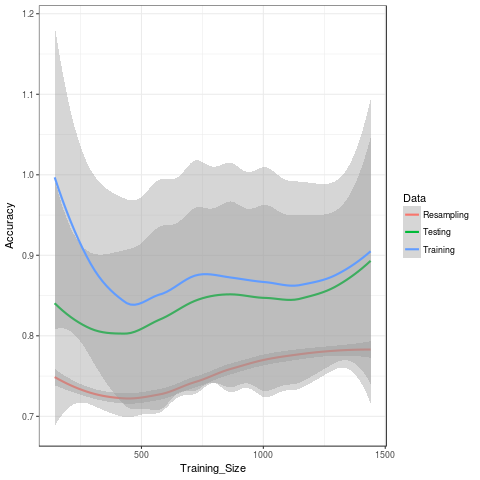 1.2
1.1
1.0
0.9
0.8
0.7
Accuracy
500
1000
1500
Training_Size
Data
Resampling
Testing
Training